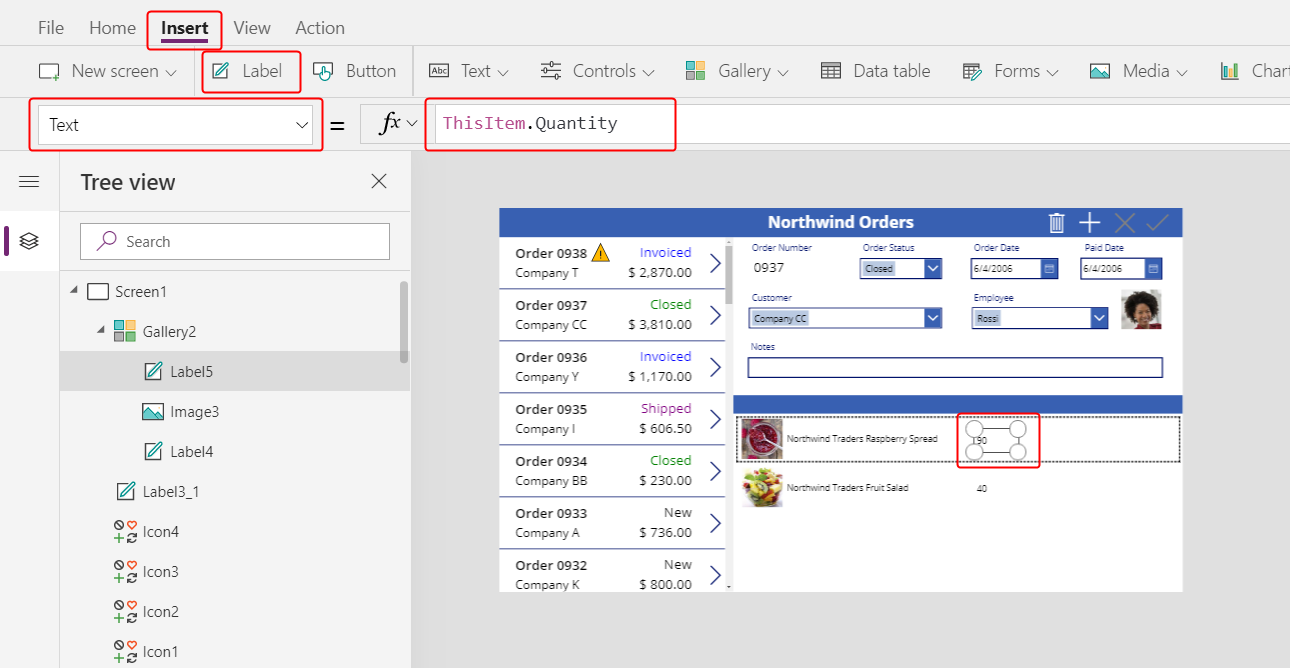 File Home Insert View Action
New screen Label Button Abc Text Controls Gallery Data table Forms Media
Text = fx ThisItem.Quantity
Tree view
Search
Screen1
Gallery2
Label5
Image3
Label4
Label3_1
Icon4
Icon3
Icon2
Icon1
Northwind Orders
Order 0938 Invoiced
Company T $ 2,870.00
Order 0937 Closed
Company CC $ 3,810.00
Order 0936 Invoiced
Company Y $ 1,170.00
Order 0935 Shipped
Company I $ 606.50
Order 0934 Closed
Company BB $ 230.00
Order 0933 New
Company A $ 736.00
Order 0932 New
Company K $ 800.00
Order Number Order Status Order Date Paid Date
0937 Closed 6/4/2006 6/4/2006
Customer Employee
Company CC Rossi
Notes
Northwind Traders Raspberry Spread
Northwind Traders Fruit Salad 40